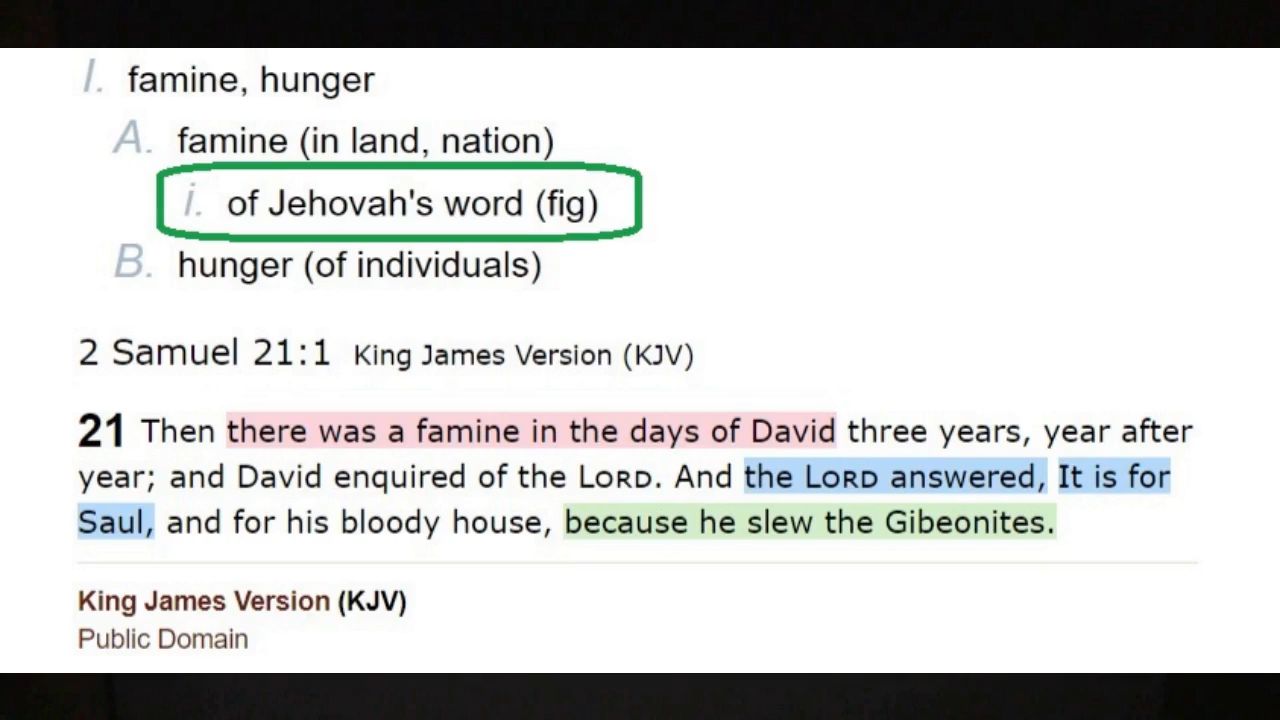 I. famine, hunger
A. famine (in land, nation)
i. of Jehovah's word (fig)
B. hunger (of individuals)
2 Samuel 21:1 King James Version (KJV)
21 Then there was a famine in the days of David three years, year after
year; and David enquired of the LORD. And the LORD answered, It is for
Saul, and for his bloody house, because he slew the Gibeonites.
King James Version (KJV)
Public Domain